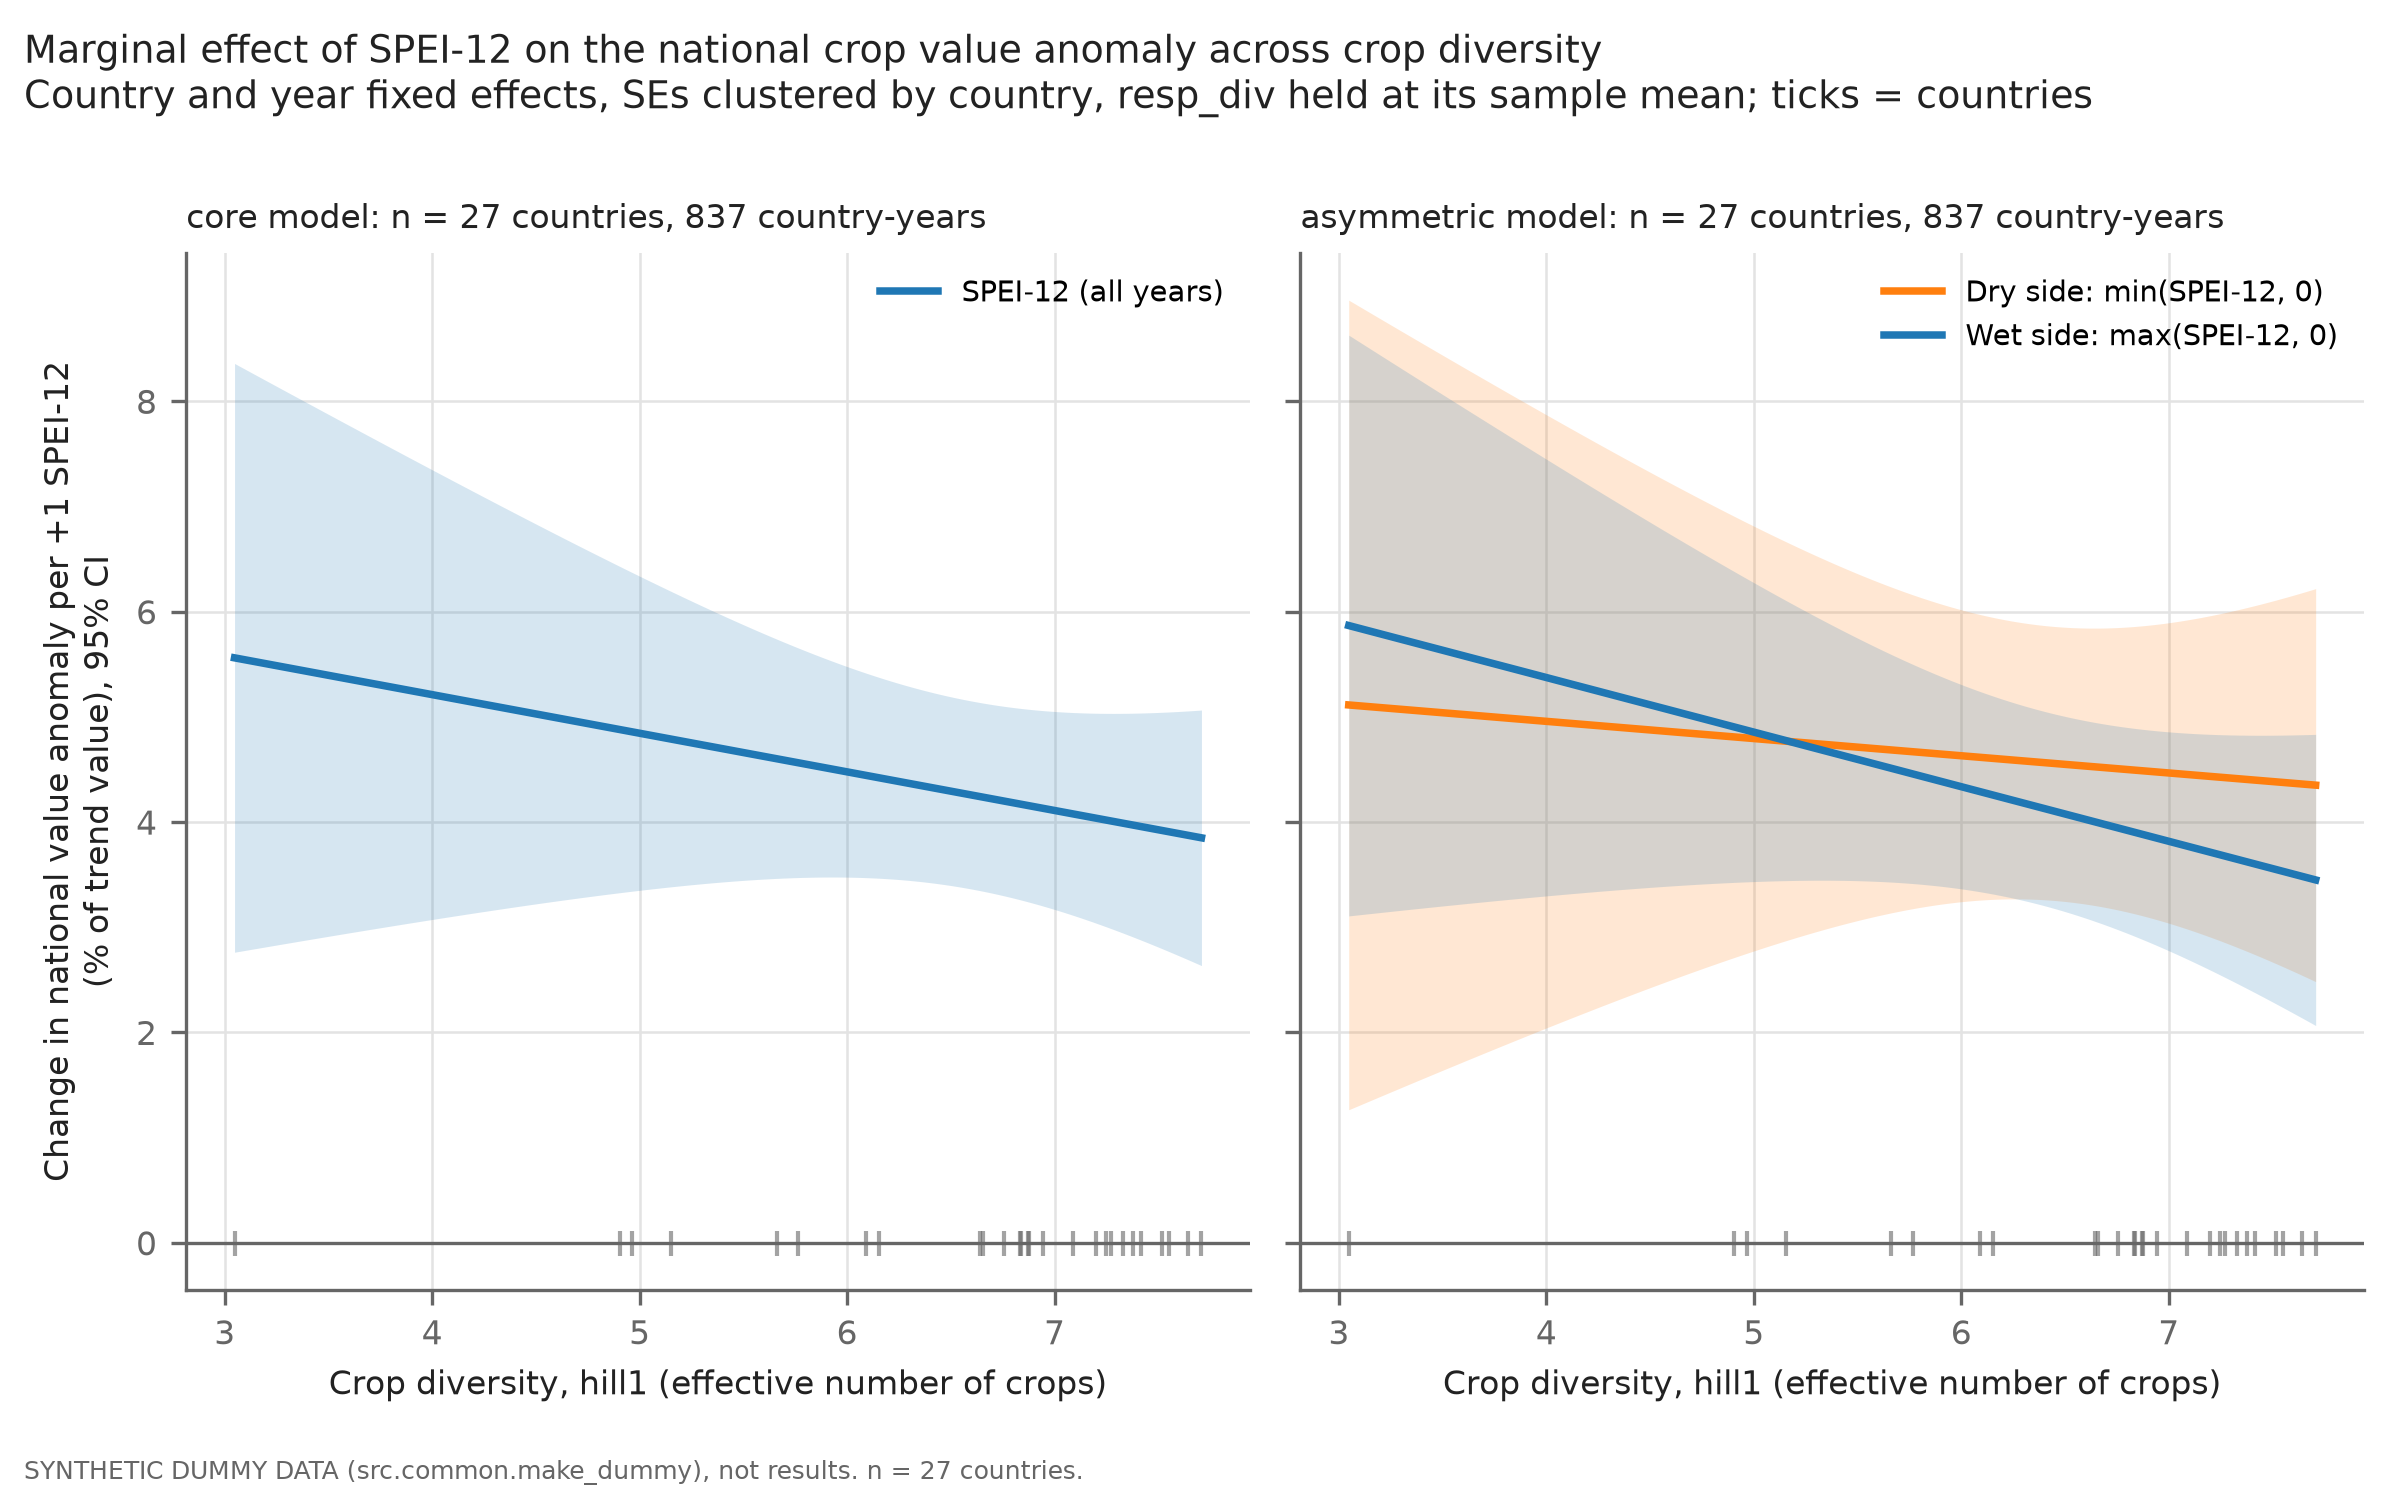 Marginal effect of SPEI-12 on the national crop value anomaly across crop diversity
Country and year fixed effects, SEs clustered by country, resp_div held at its sample mean; ticks = countries
core model: n = 27 countries, 837 country-years
SPEI-12 (all years)
Change in national value anomaly per +1 SPEI-12
(% of trend value), 95% CI
8
6
4
2
0
3 4 5 6 7
Crop diversity, hill1 (effective number of crops)
asymmetric model: n = 27 countries, 837 country-years
Dry side: min(SPEI-12, 0)
Wet side: max(SPEI-12, 0)
3 4 5 6 7
Crop diversity, hill1 (effective number of crops)
SYNTHETIC DUMMY DATA (src.common.make_dummy), not results. n = 27 countries.